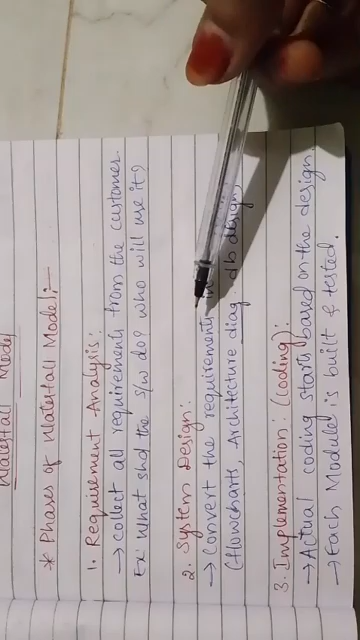 Waterfall Model
* Phases of Waterfall Model:-
1. Requirement Analysis:
→ Collect all requirements from the customer.
Ex: What shd the s/w do? who will use it?
2. System Design:
→ Convert the requirements
(flowcharts, Architecture diag db design
3. Implementation: (coding):
→ Actual coding starts based on the design.
→ Each Module is built & tested.